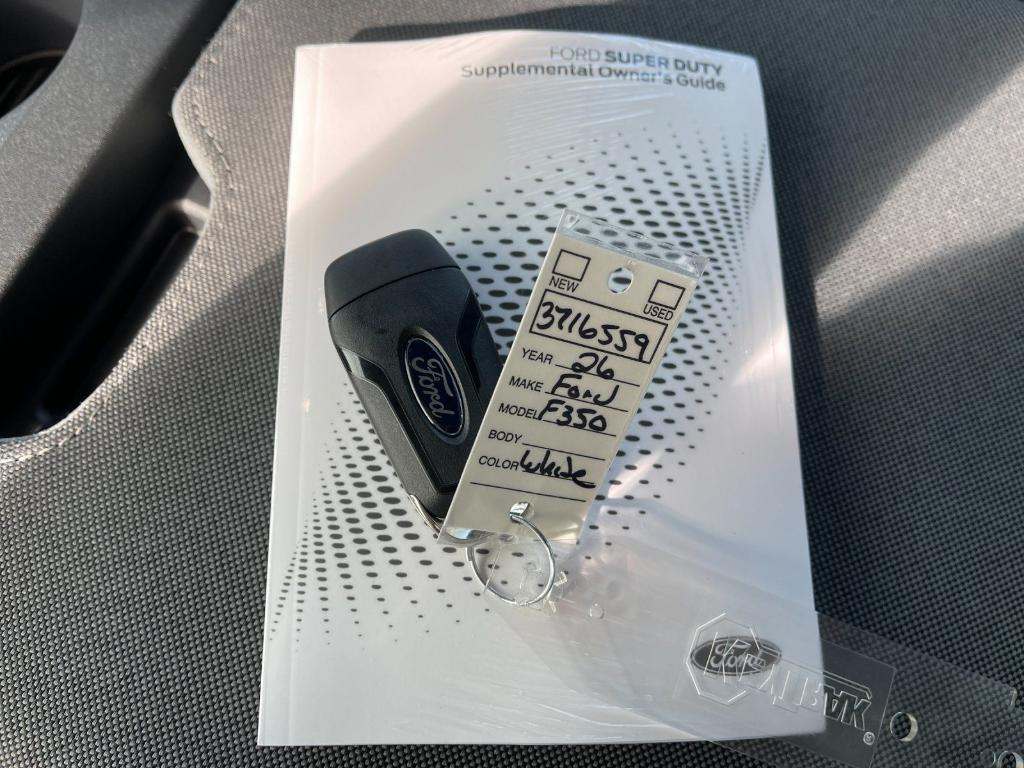 FORD SUPER DUTY
Supplemental Owner's Guide
NEW
USED
3716559
YEAR 26
MAKE Ford
MODEL F350
BODY
COLOR White
Ford
Ford